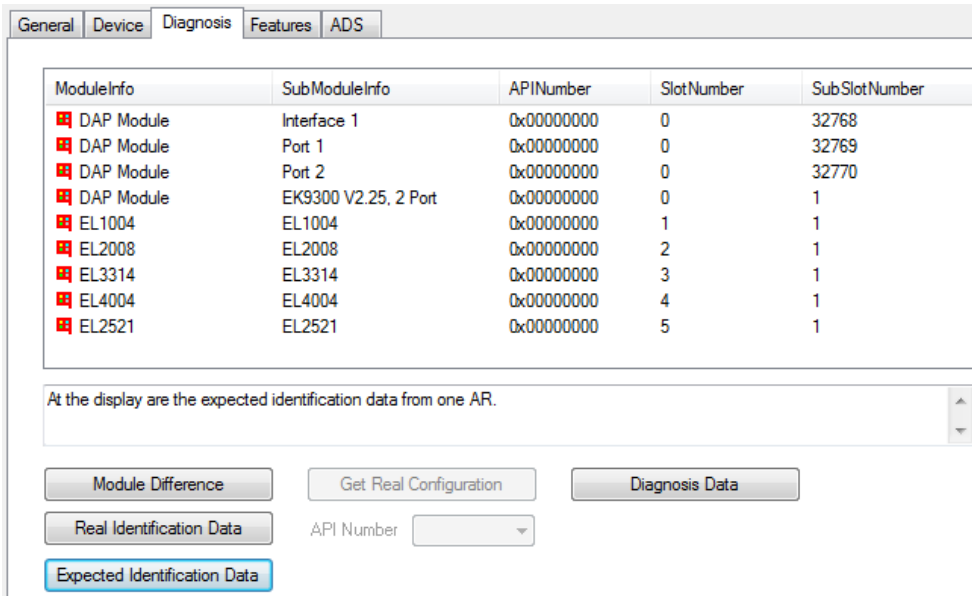 General Device Diagnosis Features ADS
ModuleInfo SubModuleInfo APINumber SlotNumber SubSlotNumber
DAP Module Interface 1 0x00000000 0 32768
DAP Module Port 1 0x00000000 0 32769
DAP Module Port 2 0x00000000 0 32770
DAP Module EK9300 V2.25, 2 Port 0x00000000 0 1
EL1004 EL1004 0x00000000 1 1
EL2008 EL2008 0x00000000 2 1
EL3314 EL3314 0x00000000 3 1
EL4004 EL4004 0x00000000 4 1
EL2521 EL2521 0x00000000 5 1
At the display are the expected identification data from one AR.
Module Difference Get Real Configuration Diagnosis Data
Real Identification Data API Number
Expected Identification Data